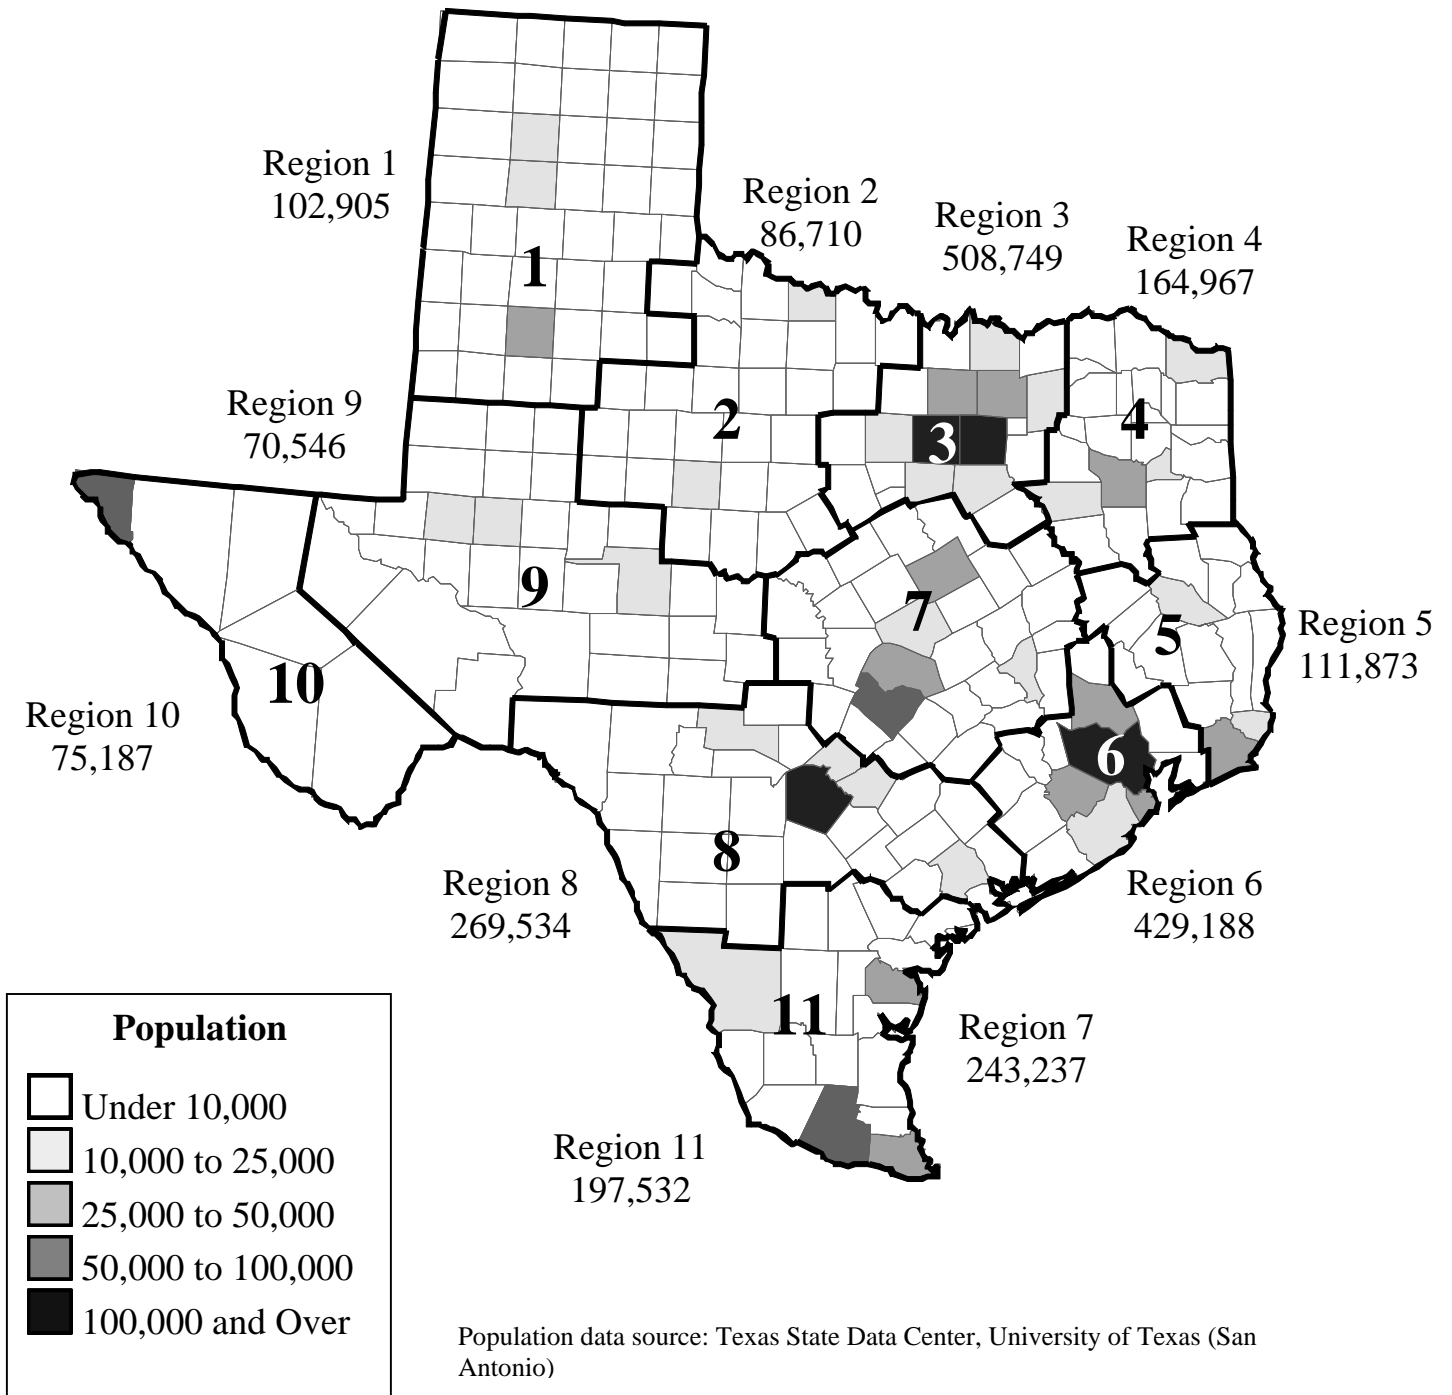 Region 1
102,905
Region 2
86,710
Region 3
508,749
Region 4
164,967
1
Region 9
70,546
2
3
4
9
7
5
Region 5
111,873
10
Region 10
75,187
6
8
Region 8
269,534
Region 6
429,188
11
Region 7
243,237
Region 11
197,532
Population
Under 10,000
10,000 to 25,000
25,000 to 50,000
50,000 to 100,000
100,000 and Over
Population data source: Texas State Data Center, University of Texas (San
Antonio)